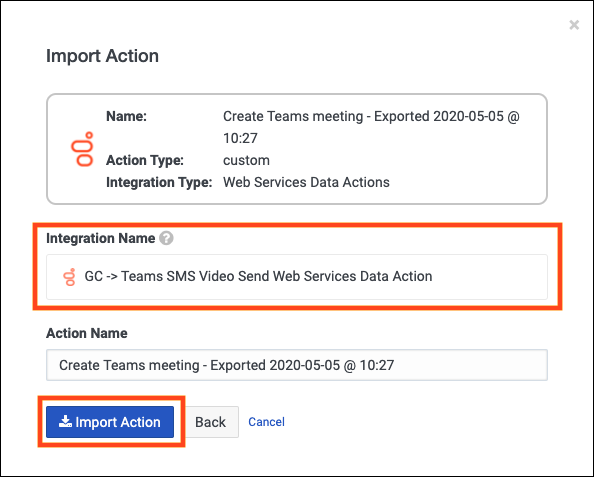 ×
Import Action
Name: Create Teams meeting - Exported 2020-05-05 @
10:27
Action Type: custom
Integration Type: Web Services Data Actions
Integration Name ?
GC -> Teams SMS Video Send Web Services Data Action
Action Name
Create Teams meeting - Exported 2020-05-05 @ 10:27
Import Action Back Cancel